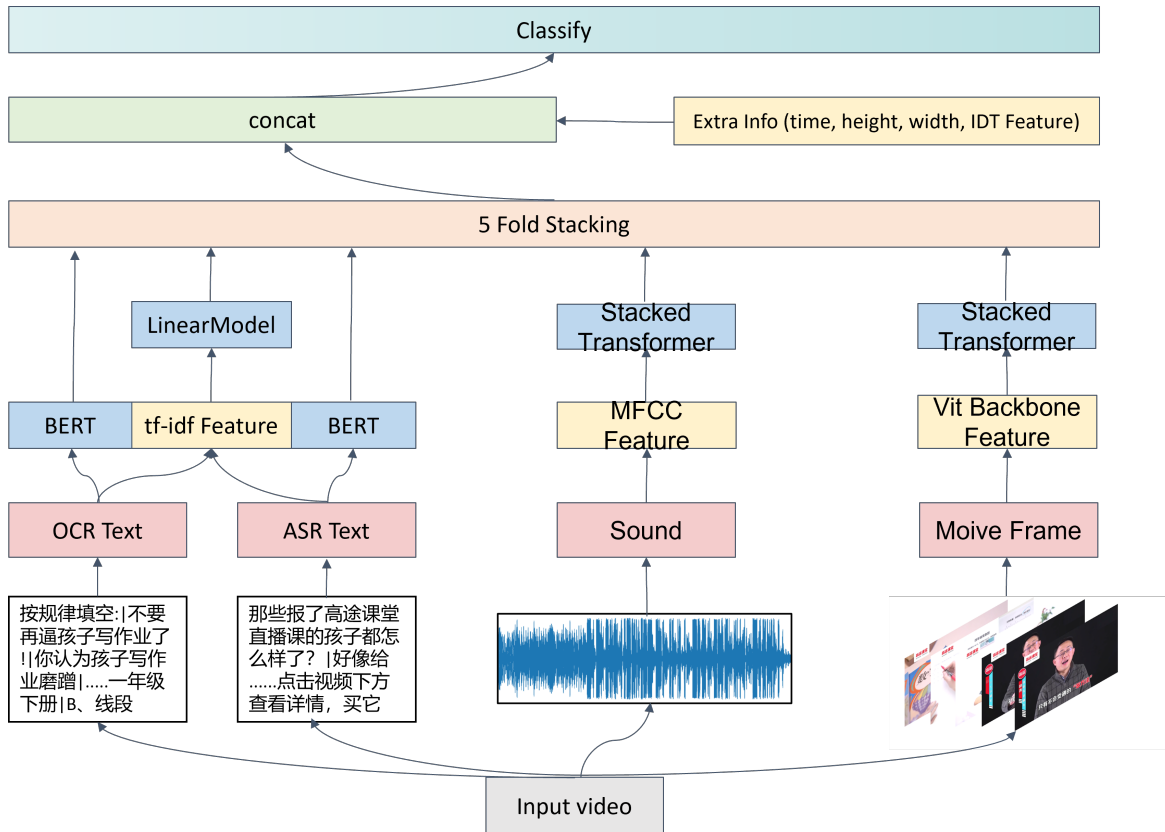 Classify
concat
Extra Info (time, height, width, IDT Feature)
5 Fold Stacking
LinearModel
Stacked
Transformer
Stacked
Transformer
BERT
tf-idf Feature
BERT
MFCC
Feature
Vit Backbone
Feature
OCR Text
ASR Text
Sound
Moive Frame
按规律填空:|不要
再逼孩子写作业了
!|你认为孩子写作
业磨蹭|.....一年级
下册|B、线段
那些报了高途课堂
直播课的孩子都怎
么样了？|好像给
......点击视频下方
查看详情，买它
Input video